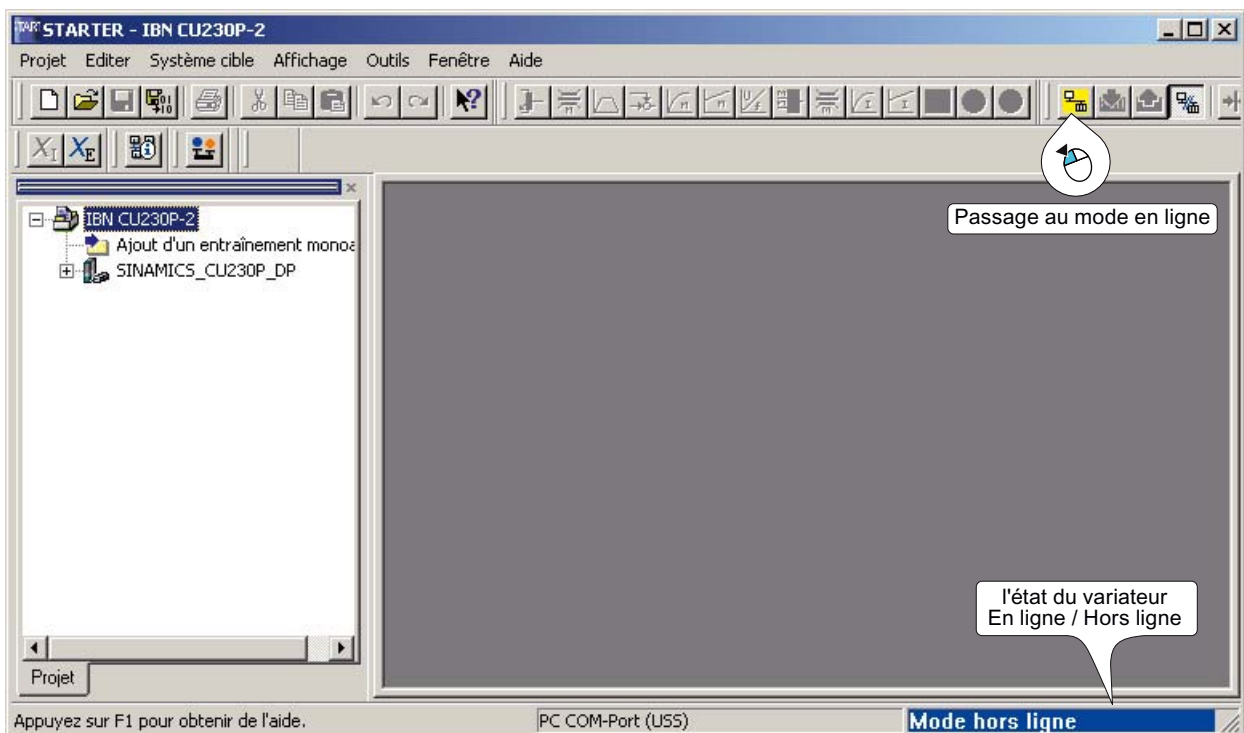 STARTER - IBN CU230P-2
Projet Editer Système cible Affichage Outils Fenêtre Aide
Passage au mode en ligne
IBN CU230P-2
Ajout d'un entraînement monoa
SINAMICS_CU230P_DP
l'état du variateur
En ligne / Hors ligne
Projet
Appuyez sur F1 pour obtenir de l'aide. PC COM-Port (USS) Mode hors ligne